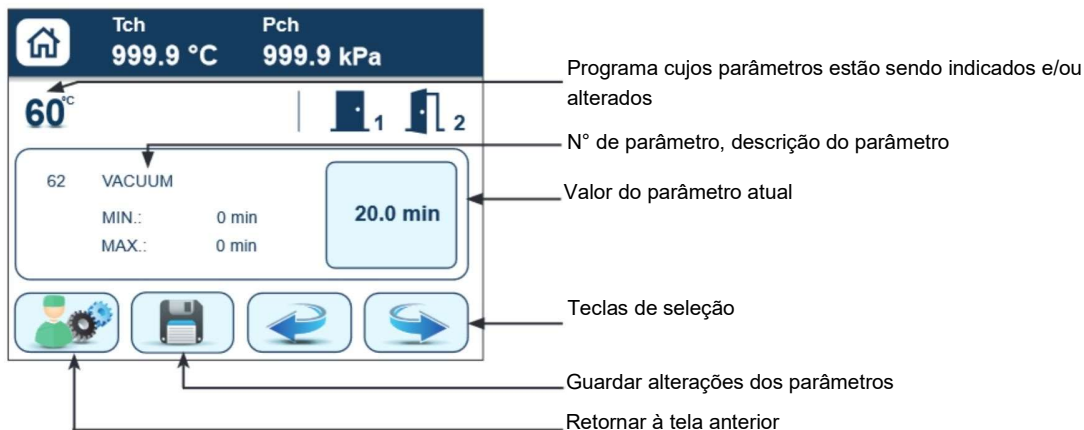 Tch Pch
999.9 °C 999.9 kPa
Programa cujos parâmetros estão sendo indicados e/ou
alterados
60°C
1 2
N° de parâmetro, descrição do parâmetro
62 VACUUM
Valor do parâmetro atual
MIN.: 0 min
20.0 min
MAX.: 0 min
Teclas de seleção
Guardar alterações dos parâmetros
Retornar à tela anterior